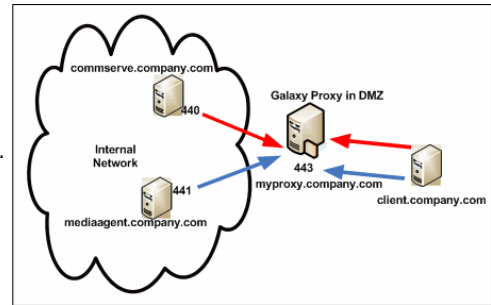 commserve.company.com
440
Galaxy Proxy in DMZ
Internal
Network
443
441
myproxy.company.com
mediaagent.company.com
client.company.com